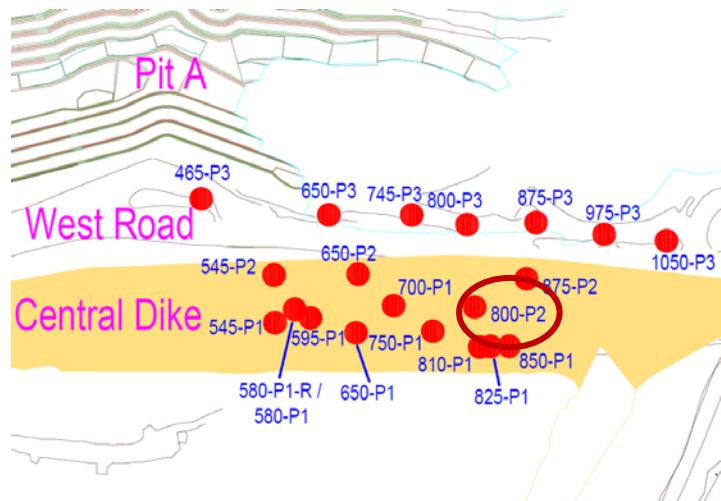 Pit A
465-P3
650-P3
745-P3
800-P3
875-P3
975-P3
1050-P3
West Road
545-P2
650-P2
875-P2
700-P1
800-P2
Central Dike
545-P1
595-P1
750-P1
810-P1
850-P1
580-P1-R /
580-P1
650-P1
825-P1